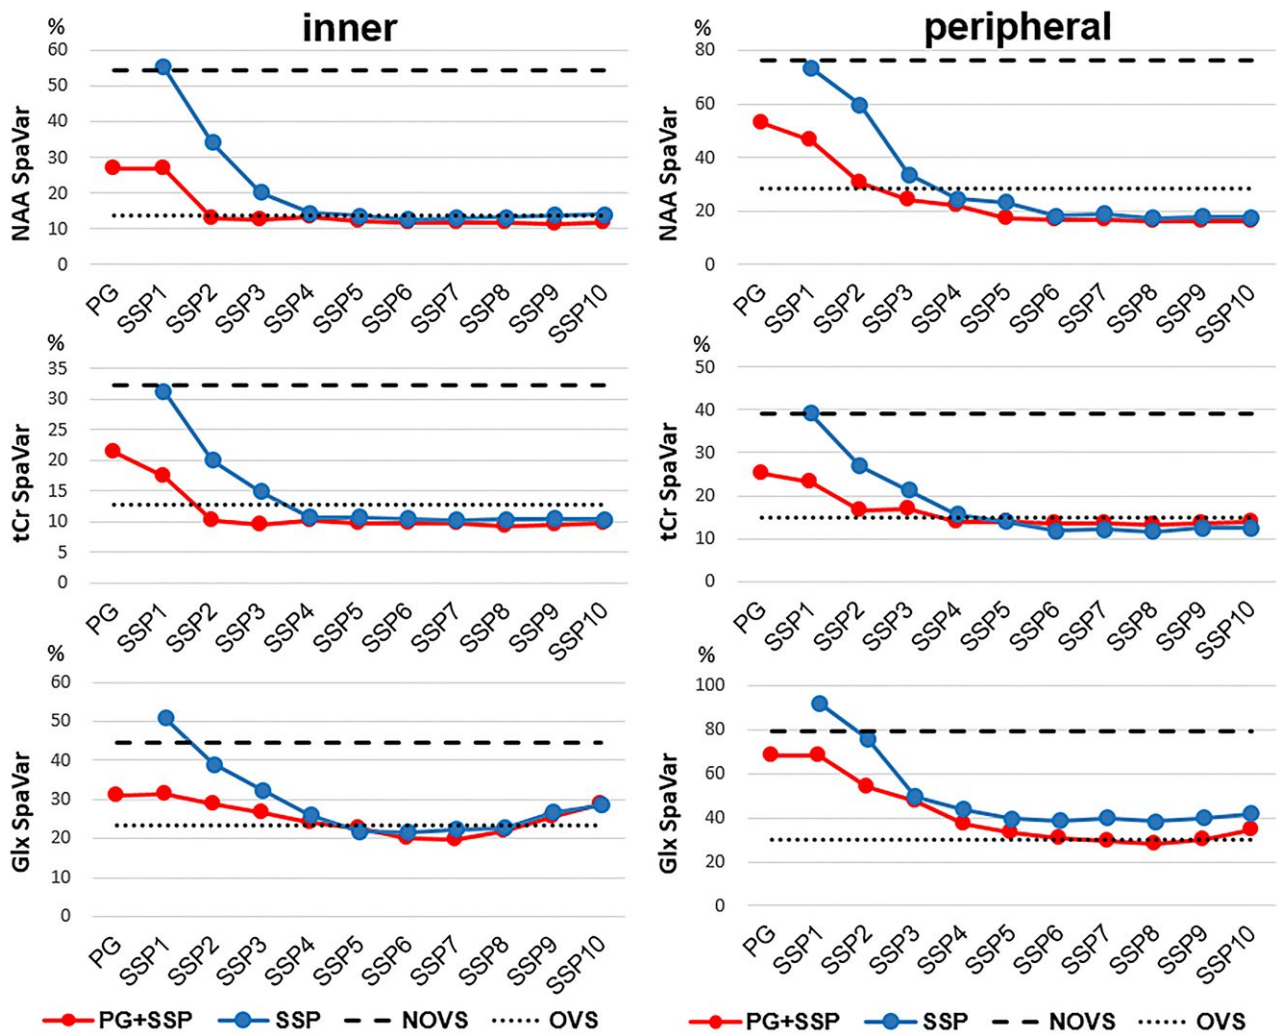 inner
%
NAA SpaVar
60
50
40
30
20
10
0
PG SSP1 SSP2 SSP3 SSP4 SSP5 SSP6 SSP7 SSP8 SSP9 SSP10
peripheral
%
NAA SpaVar
80
60
40
20
0
PG SSP1 SSP2 SSP3 SSP4 SSP5 SSP6 SSP7 SSP8 SSP9 SSP10
%
tCr SpaVar
35
30
25
20
15
10
5
0
PG SSP1 SSP2 SSP3 SSP4 SSP5 SSP6 SSP7 SSP8 SSP9 SSP10
%
tCr SpaVar
50
40
30
20
10
0
PG SSP1 SSP2 SSP3 SSP4 SSP5 SSP6 SSP7 SSP8 SSP9 SSP10
%
Glx SpaVar
60
50
40
30
20
10
0
PG SSP1 SSP2 SSP3 SSP4 SSP5 SSP6 SSP7 SSP8 SSP9 SSP10
%
Glx SpaVar
100
80
60
40
20
0
PG SSP1 SSP2 SSP3 SSP4 SSP5 SSP6 SSP7 SSP8 SSP9 SSP10
PG+SSP SSP NOVS OVS
PG+SSP SSP NOVS OVS